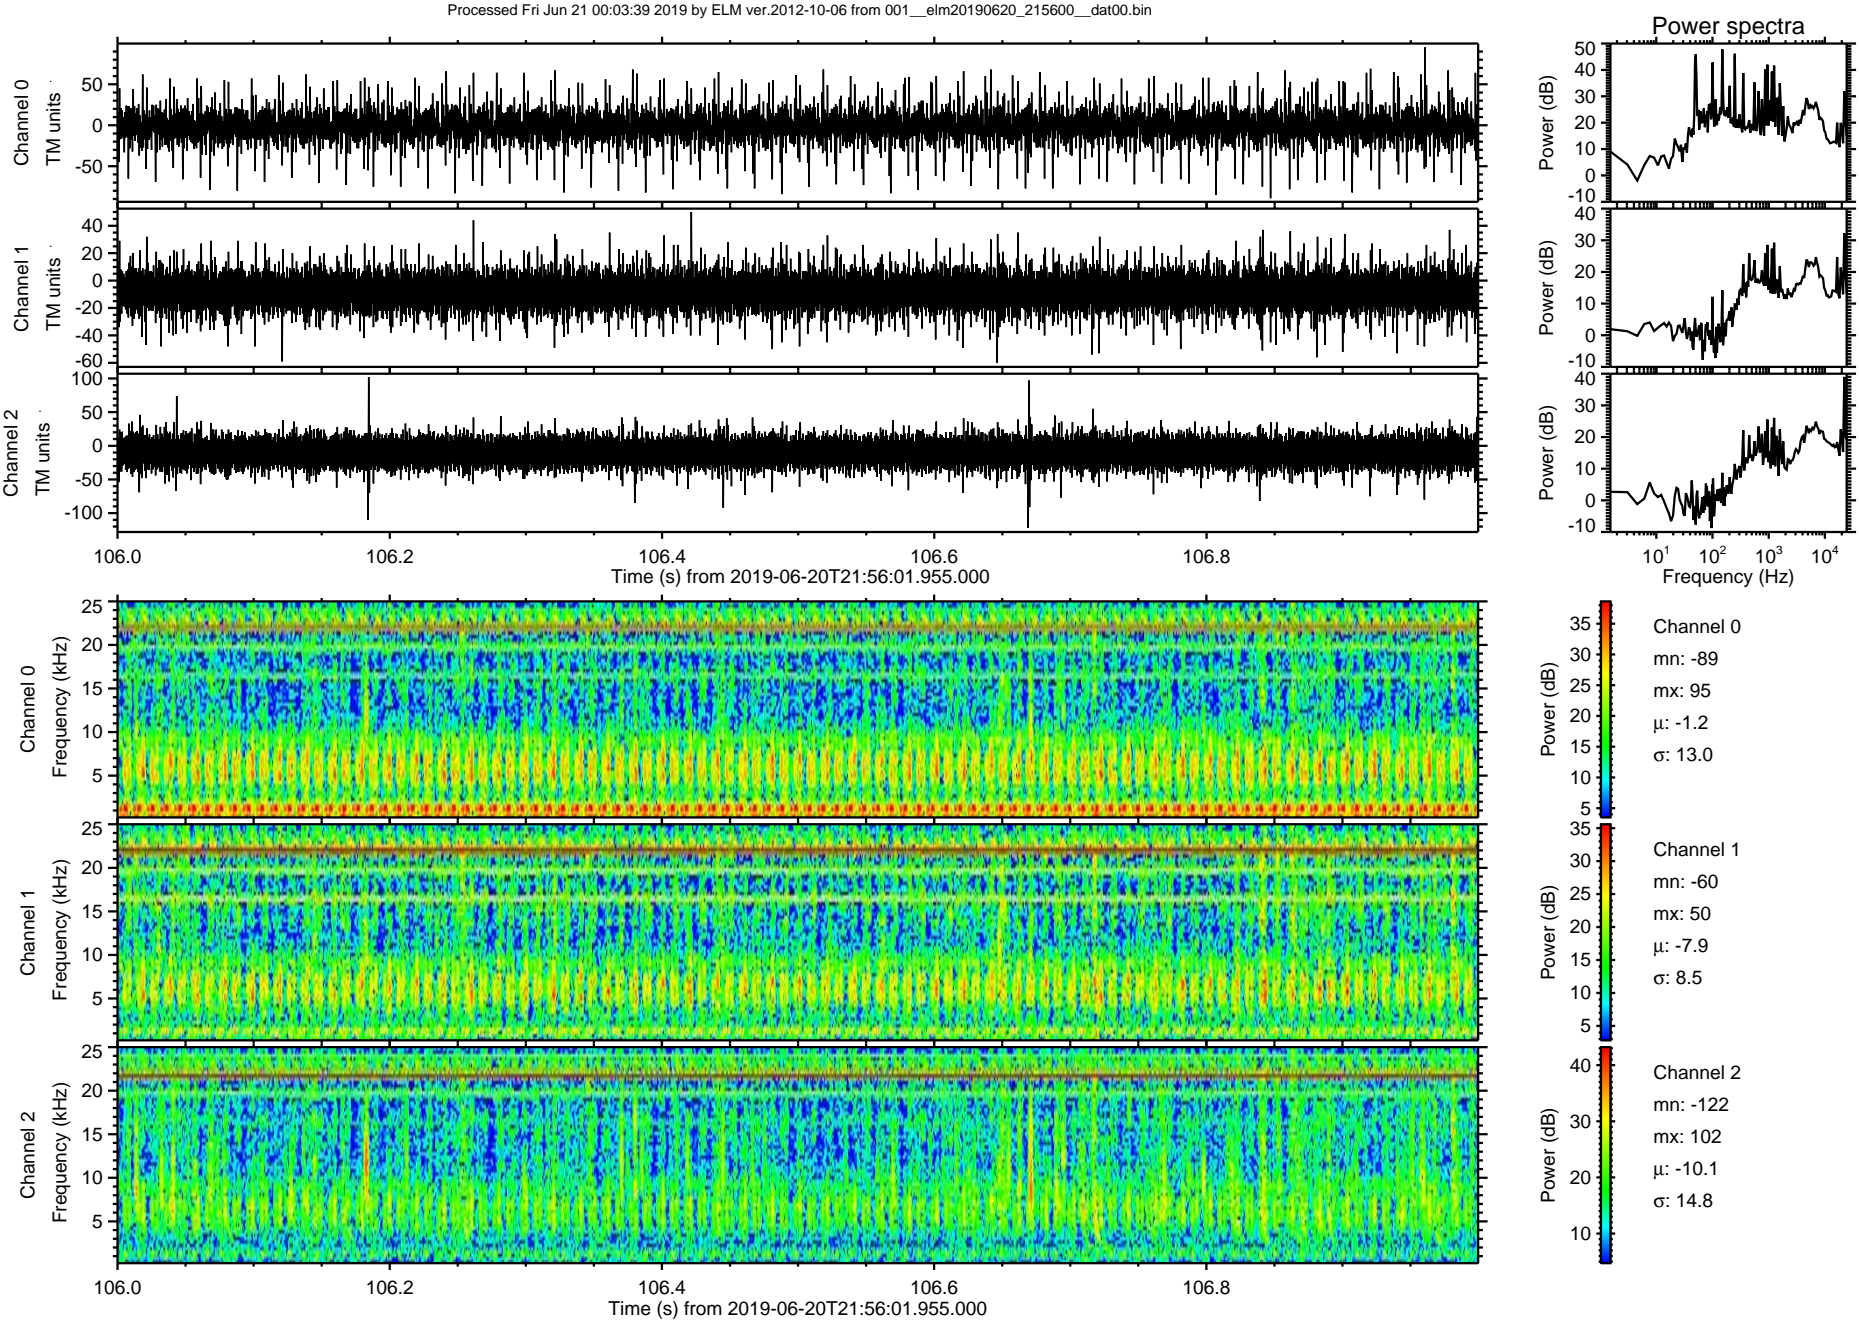 Processed Fri Jun 21 00:03:39 2019 by ELM ver.2012-10-06 from 001__elm20190620_215600__dat00.bin
Power spectra
Channel 0
TM units
50
0
-50
Power (dB)
50
40
30
20
10
0
-10
Channel 1
TM units
40
20
0
-20
-40
-60
Power (dB)
40
30
20
10
0
-10
Channel 2
TM units
100
50
0
-50
-100
Power (dB)
40
30
20
10
0
-10
106.0 106.2 106.4 106.6 106.8
Time (s) from 2019-06-20T21:56:01.955.000
10^1 10^2 10^3 10^4
Frequency (Hz)
Channel 0
Frequency (kHz)
25
20
15
10
5
Power (dB)
35
30
25
20
15
10
5
Channel 0
mn: -89
mx: 95
μ: -1.2
σ: 13.0
Channel 1
Frequency (kHz)
25
20
15
10
5
Power (dB)
35
30
25
20
15
10
5
Channel 1
mn: -60
mx: 50
μ: -7.9
σ: 8.5
Channel 2
Frequency (kHz)
25
20
15
10
5
Power (dB)
40
30
20
10
Channel 2
mn: -122
mx: 102
μ: -10.1
σ: 14.8
106.0 106.2 106.4 106.6 106.8
Time (s) from 2019-06-20T21:56:01.955.000